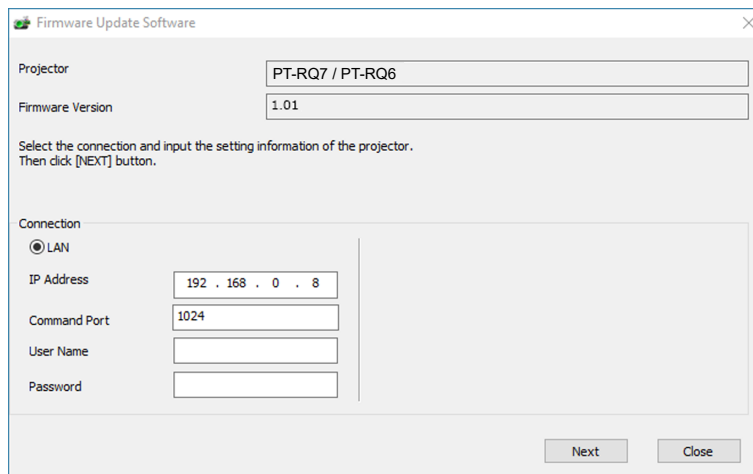 Firmware Update Software
Projector PT-RQ7 / PT-RQ6
Firmware Version 1.01
Select the connection and input the setting information of the projector.
Then click [NEXT] button.
Connection
LAN
IP Address 192 . 168 . 0 . 8
Command Port 1024
User Name
Password
Next Close